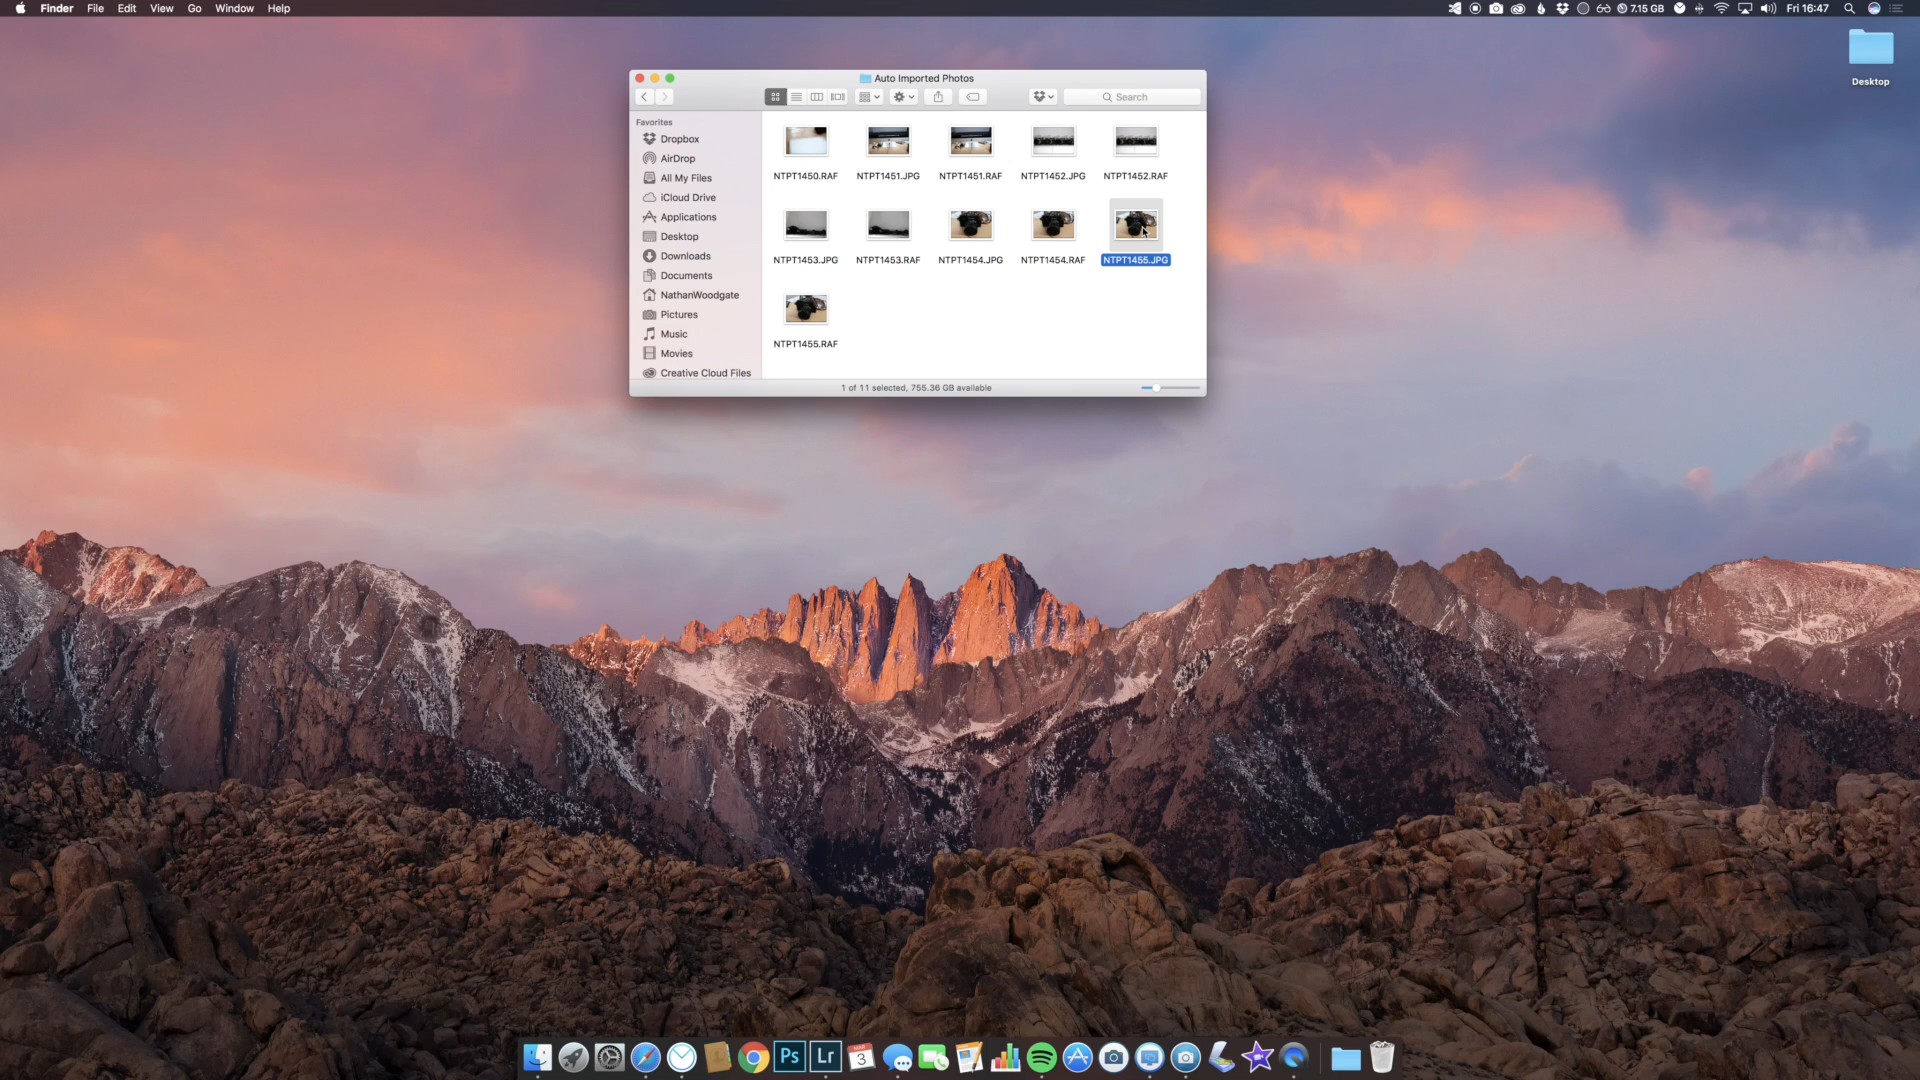 Finder File Edit View Go Window Help
7.15 GB Fri 16:47
Desktop
Auto Imported Photos
Search
Favorites
Dropbox
AirDrop
All My Files
iCloud Drive
Applications
Desktop
Downloads
Documents
NathanWoodgate
Pictures
Music
Movies
Creative Cloud Files
NTPT1450.RAF NTPT1451.JPG NTPT1451.RAF NTPT1452.JPG NTPT1452.RAF
NTPT1453.JPG NTPT1453.RAF NTPT1454.JPG NTPT1454.RAF NTPT1455.JPG
NTPT1455.RAF
1 of 11 selected, 755.36 GB available
Ps Lr MAR 3